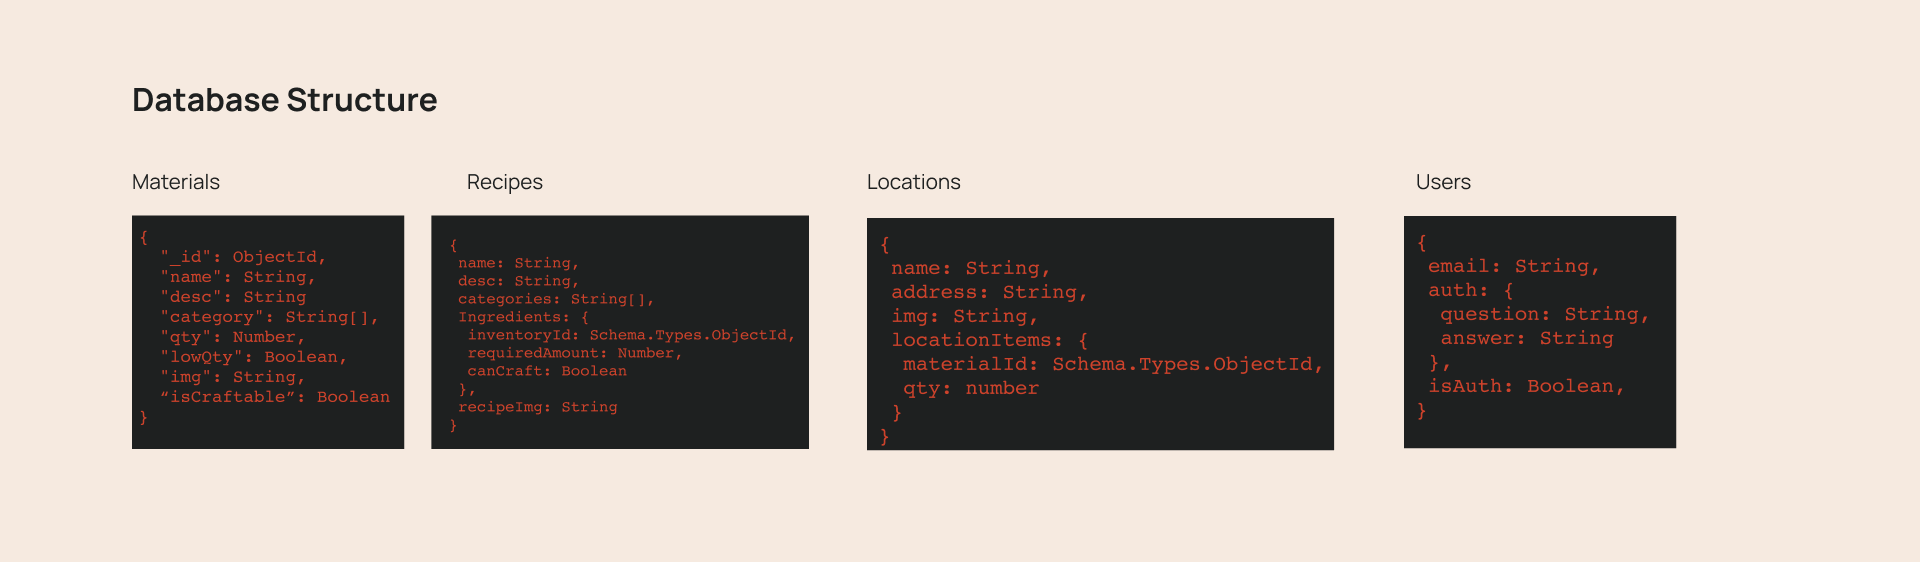 Database Structure
Materials
{
"_id": ObjectId,
"name": String,
"desc": String
"category": String[],
"qty": Number,
"lowQty": Boolean,
"img": String,
“isCraftable”: Boolean
}
Recipes
{
name: String,
desc: String,
categories: String[],
Ingredients: {
inventoryId: Schema.Types.ObjectId,
requiredAmount: Number,
canCraft: Boolean
},
recipeImg: String
}
Locations
{
name: String,
address: String,
img: String,
locationItems: {
materialId: Schema.Types.ObjectId,
qty: number
}
}
Users
{
email: String,
auth: {
question: String,
answer: String
},
isAuth: Boolean,
}